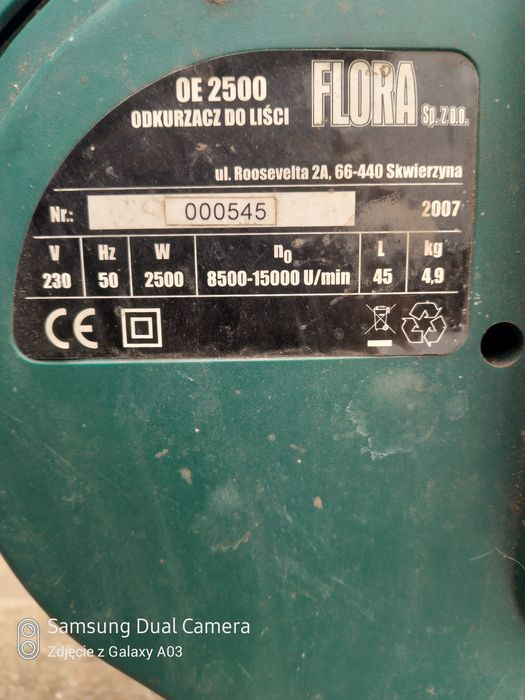 OE 2500
ODKURZACZ DO LIŚCI
FLORA
Sp. z o.o.
ul. Roosevelta 2A, 66-440 Skwierzyna
Nr.: 000545 2007
V Hz W n₀ L kg
230 50 2500 8500-15000 U/min 45 4,9
CE
Samsung Dual Camera
Zdjęcie z Galaxy A03